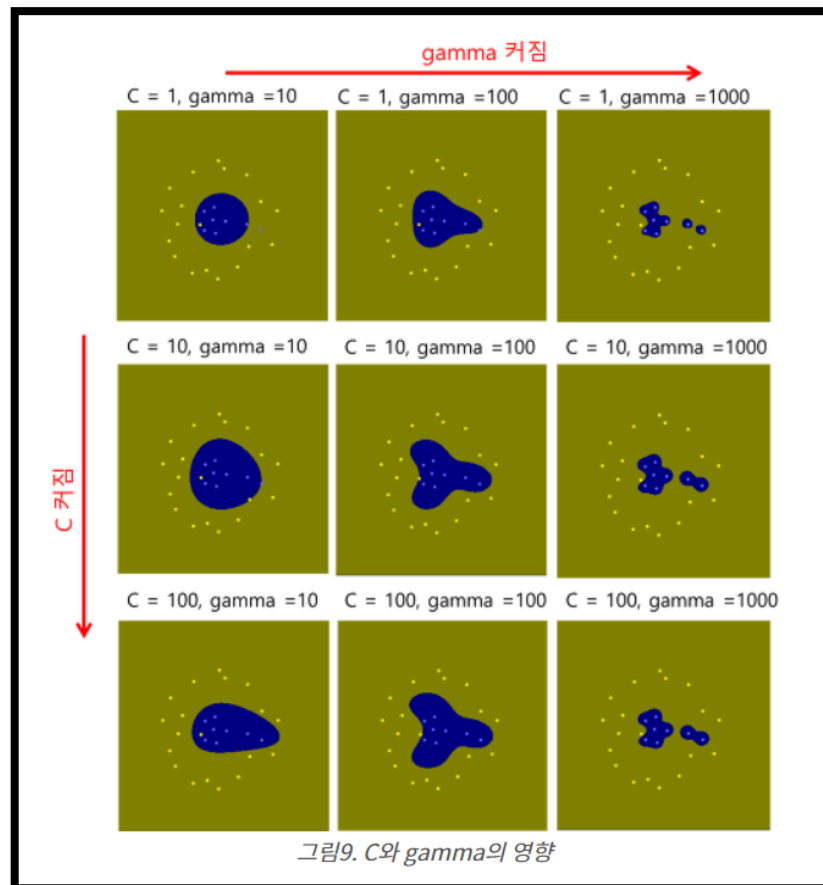 gamma 커짐
C = 1, gamma =10
C = 1, gamma =100
C = 1, gamma =1000
C 커짐
C = 10, gamma =10
C = 10, gamma =100
C = 10, gamma =1000
C = 100, gamma =10
C = 100, gamma =100
C = 100, gamma =1000
그림9. C와 gamma의 영향